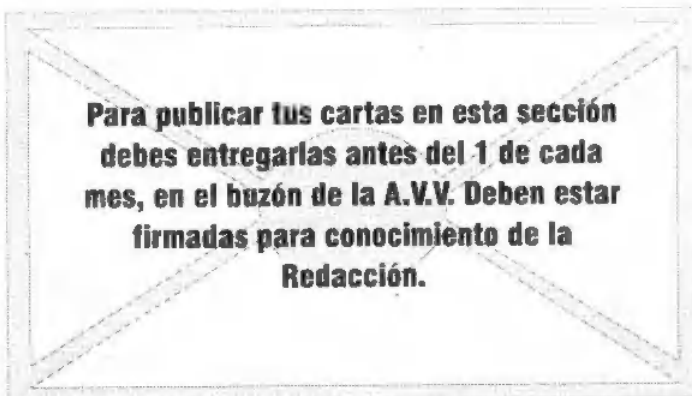 Para publicar tus cartas en esta sección
debes entregarlas antes del 1 de cada
mes, en el buzón de la A.V.V. Deben estar
firmadas para conocimiento de la
Redacción.